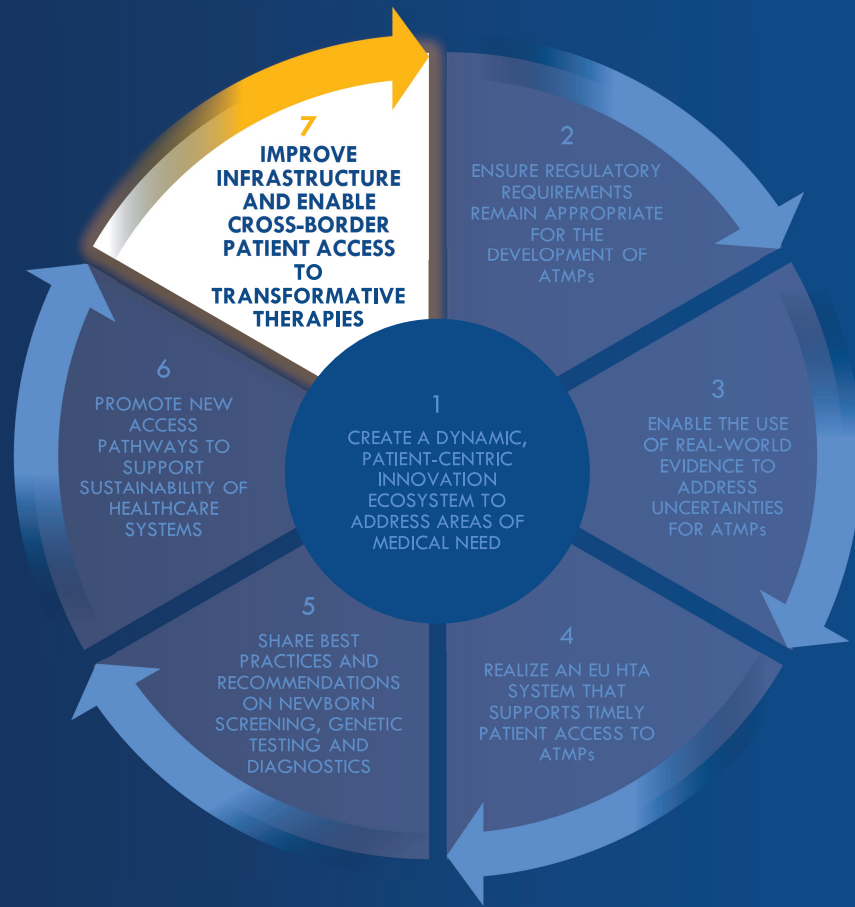 1
CREATE A DYNAMIC,
PATIENT-CENTRIC
INNOVATION
ECOSYSTEM TO
ADDRESS AREAS OF
MEDICAL NEED
2
ENSURE REGULATORY
REQUIREMENTS
REMAIN APPROPRIATE
FOR THE
DEVELOPMENT OF
ATMPs
3
ENABLE THE USE
OF REAL-WORLD
EVIDENCE TO
ADDRESS
UNCERTAINTIES
FOR ATMPs
4
REALIZE AN EU HTA
SYSTEM THAT
SUPPORTS TIMELY
PATIENT ACCESS TO
ATMPs
5
SHARE BEST
PRACTICES AND
RECOMMENDATIONS
ON NEWBORN
SCREENING, GENETIC
TESTING AND
DIAGNOSTICS
6
PROMOTE NEW
ACCESS
PATHWAYS TO
SUPPORT
SUSTAINABILITY OF
HEALTHCARE
SYSTEMS
7
IMPROVE
INFRASTRUCTURE
AND ENABLE
CROSS-BORDER
PATIENT ACCESS
TO
TRANSFORMATIVE
THERAPIES